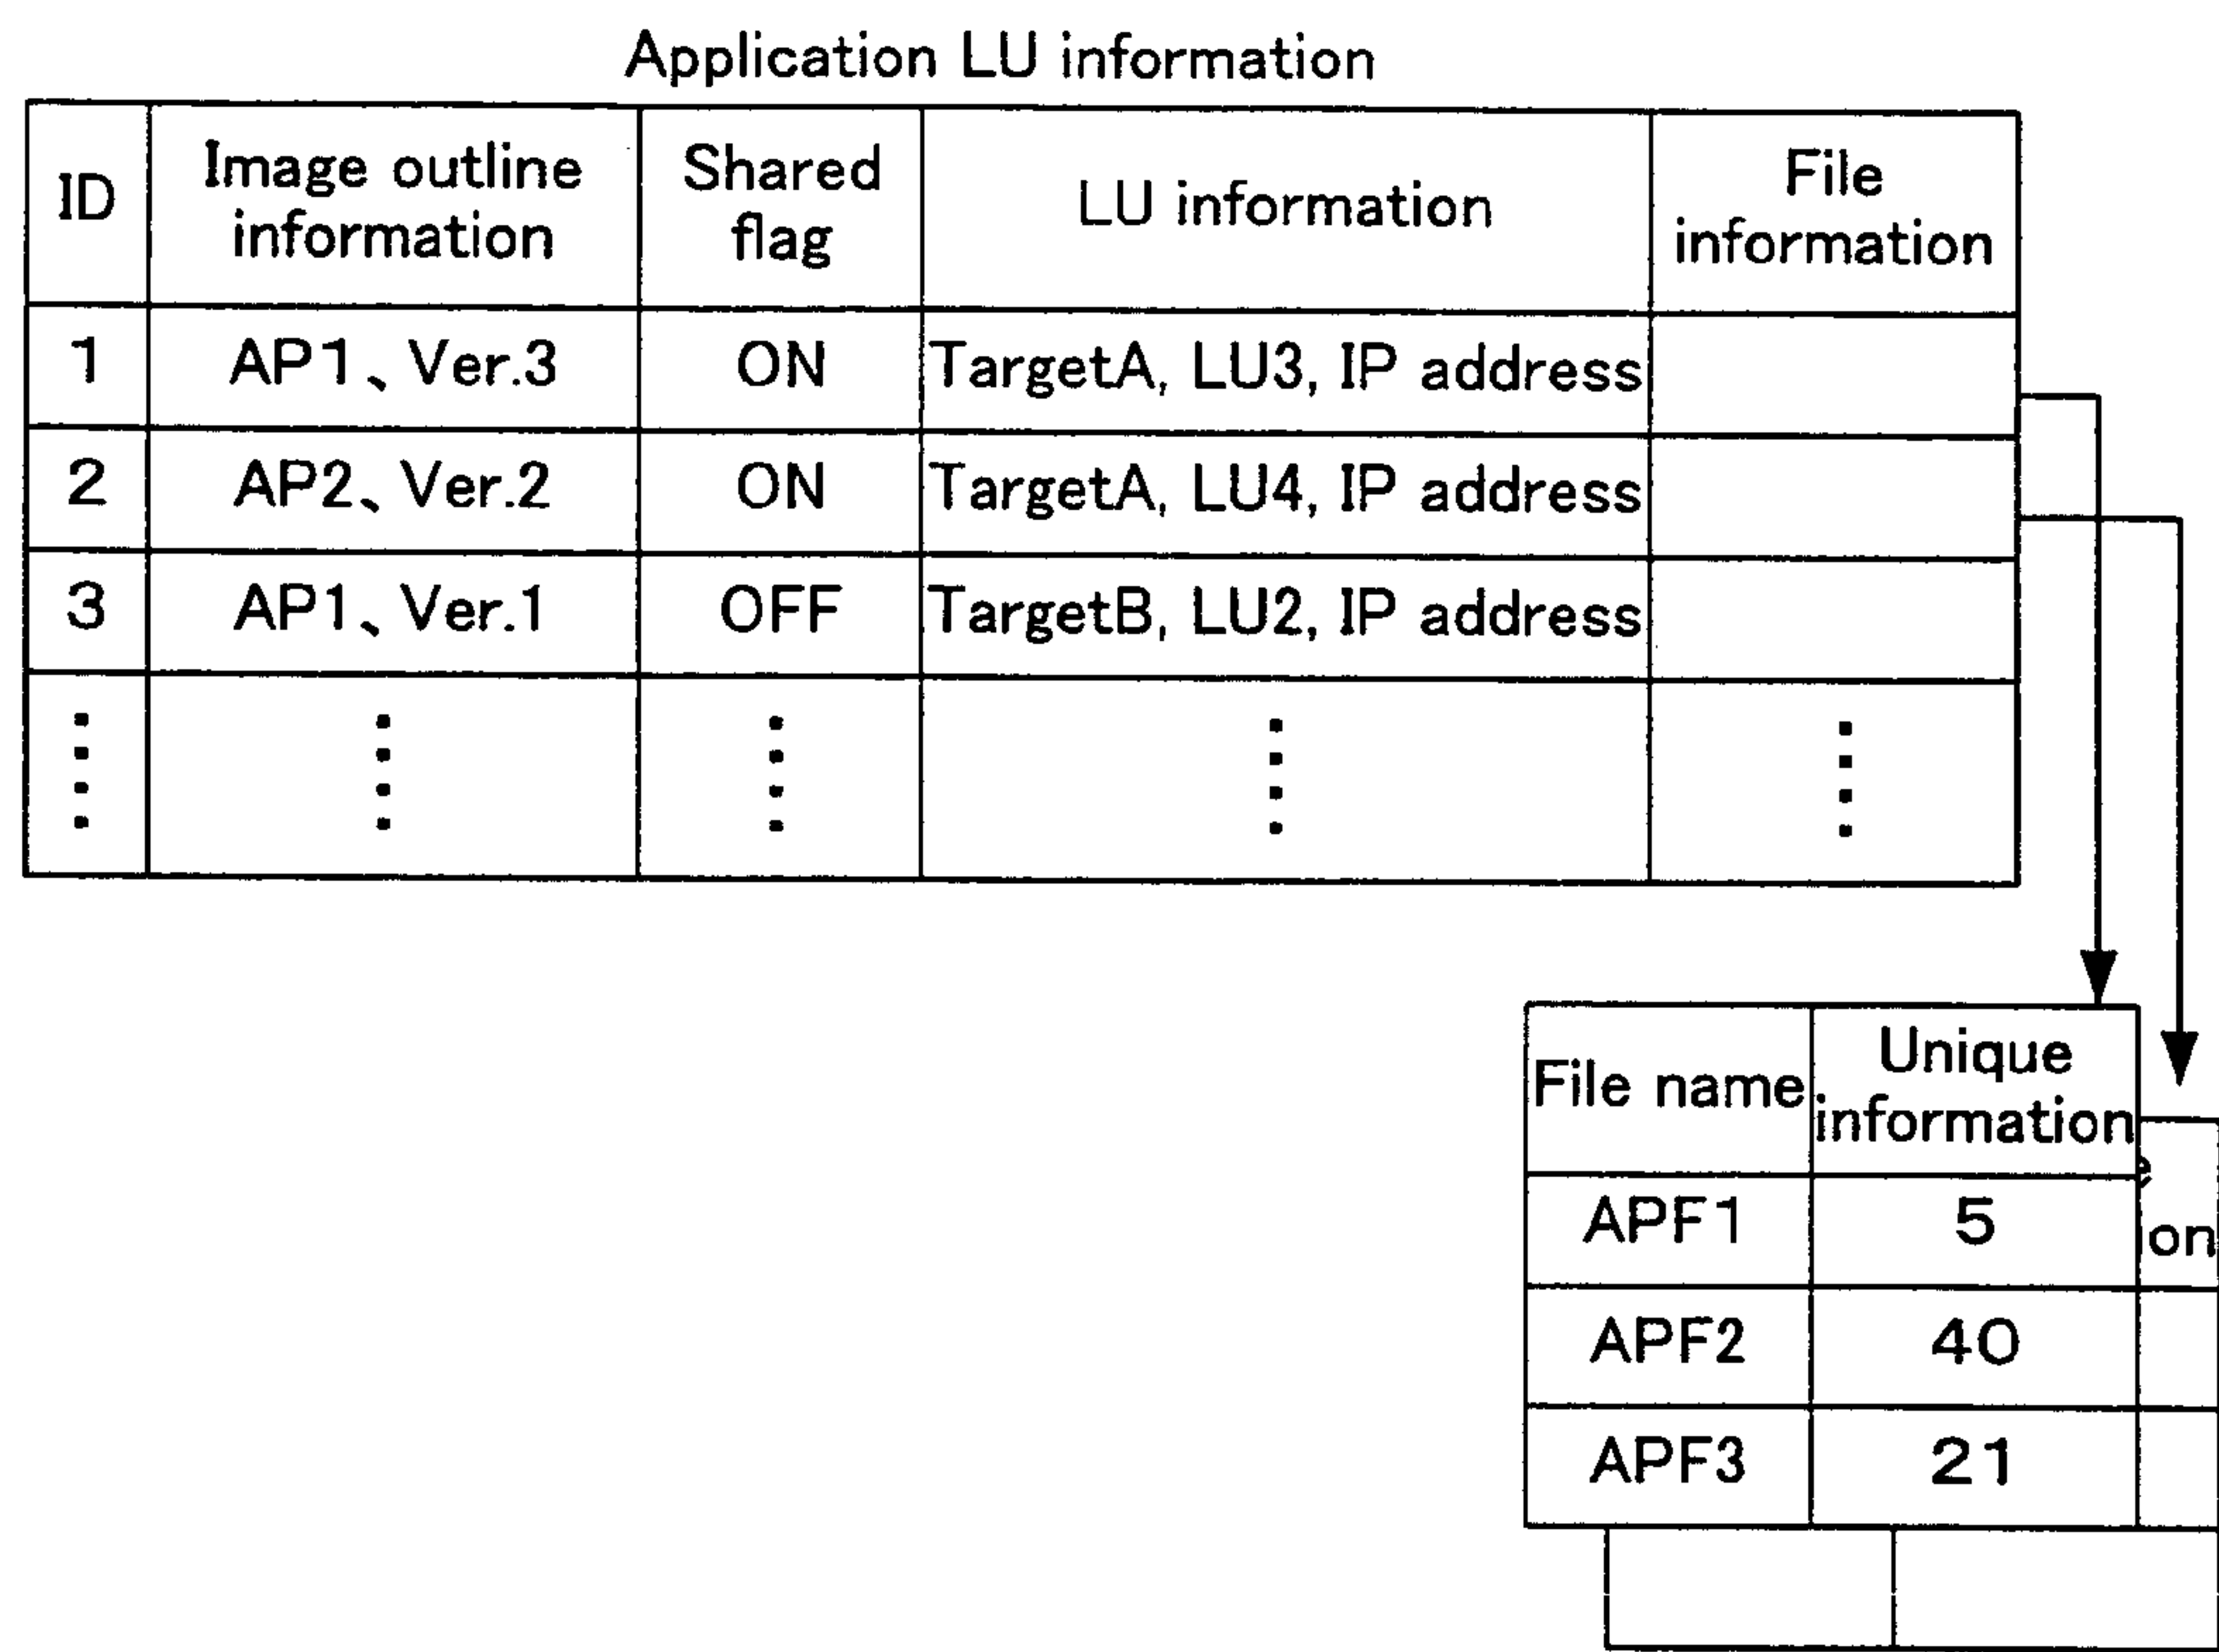 Application LU information
ID Image outline information Shared flag LU information File information
1 AP1、Ver.3 ON TargetA, LU3, IP address
2 AP2、Ver.2 ON TargetA, LU4, IP address
3 AP1、Ver.1 OFF TargetB, LU2, IP address
File name Unique information
APF1 5
on
APF2 40
APF3 21